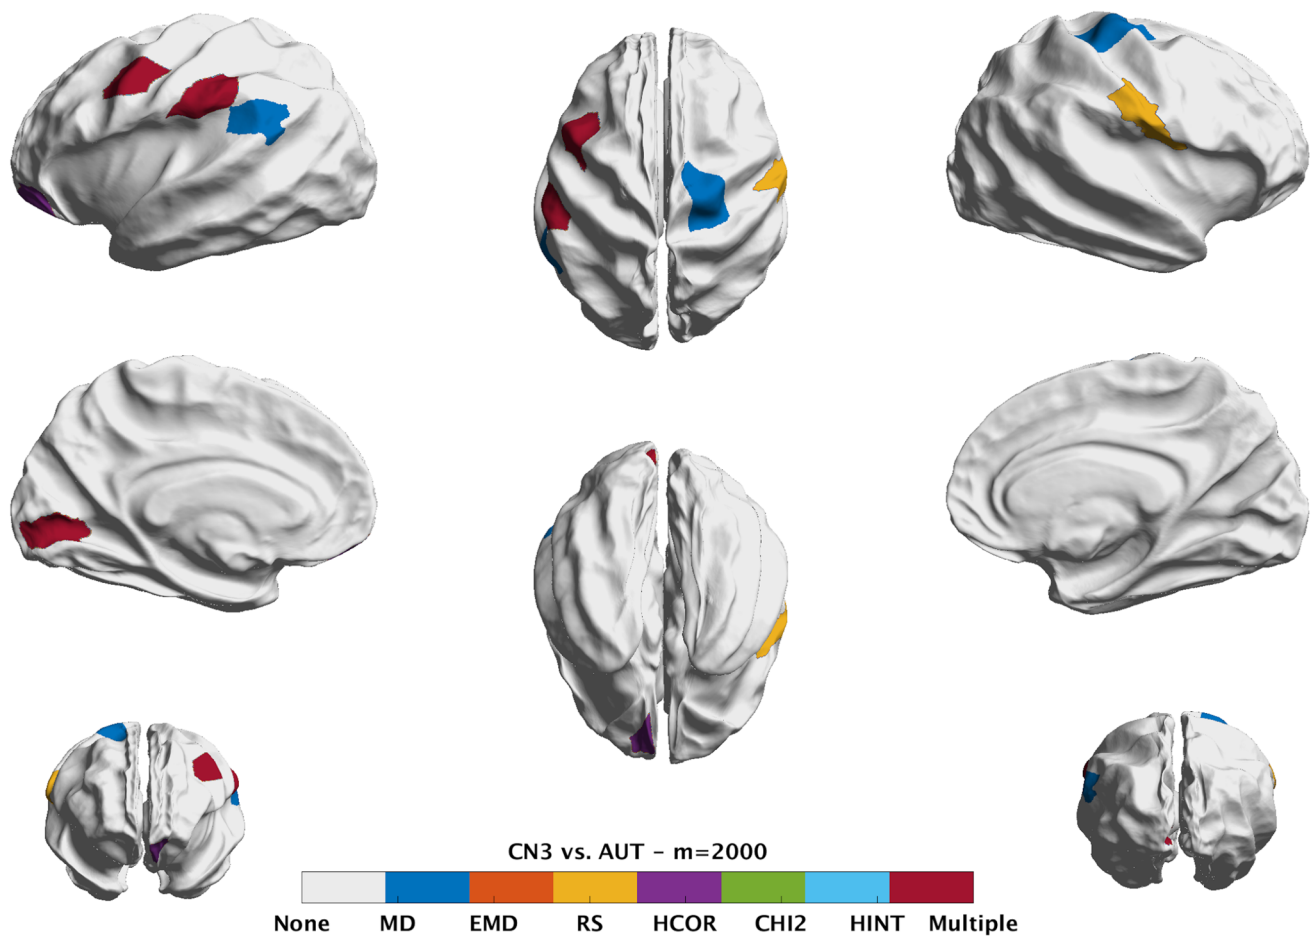 CN3 vs. AUT – m=2000
None MD EMD RS HCOR CHI2 HINT Multiple